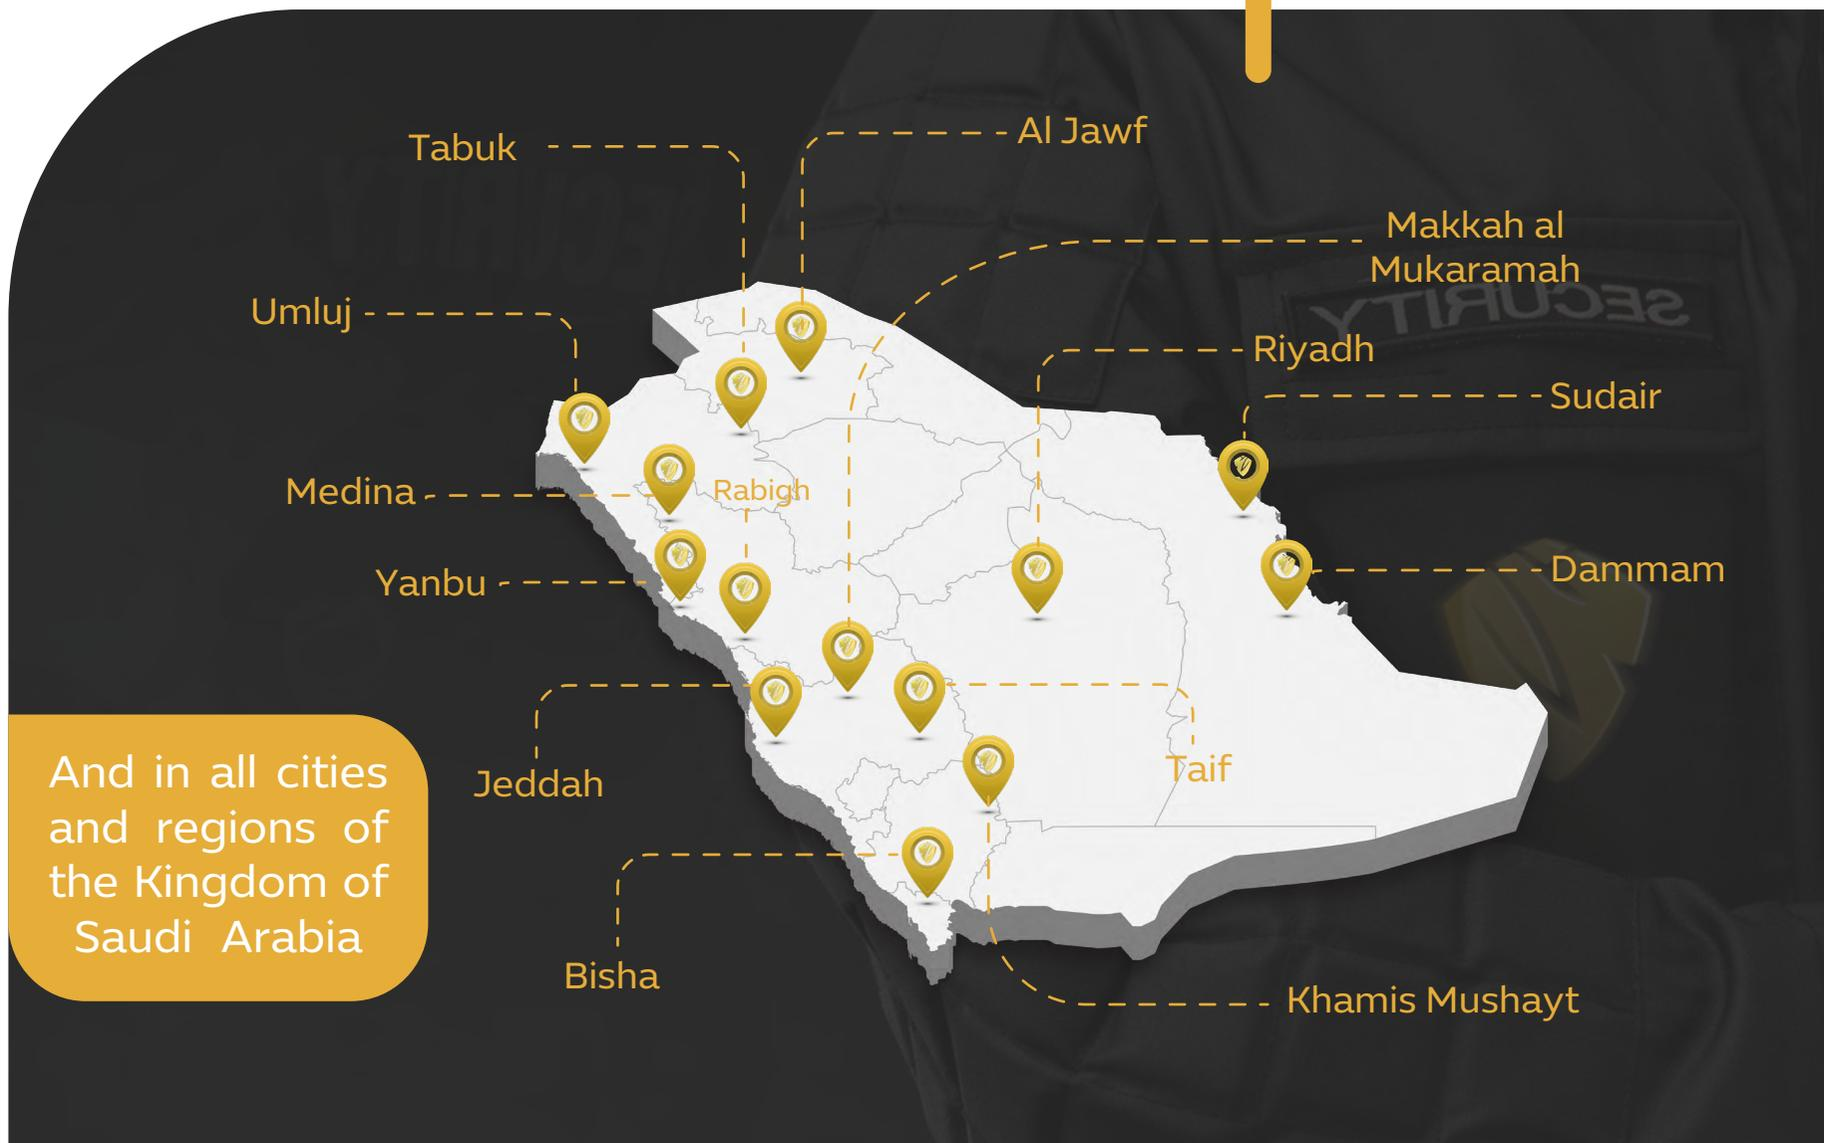 Tabuk
Al Jawf
Makkah al
Mukaramah
Umluj
Riyadh
Sudair
Medina
Rabigh
Yanbu
Dammam
Jeddah
Taif
And in all cities
and regions of
the Kingdom of
Saudi Arabia
Bisha
Khamis Mushayt
SECURITY
SECURITY